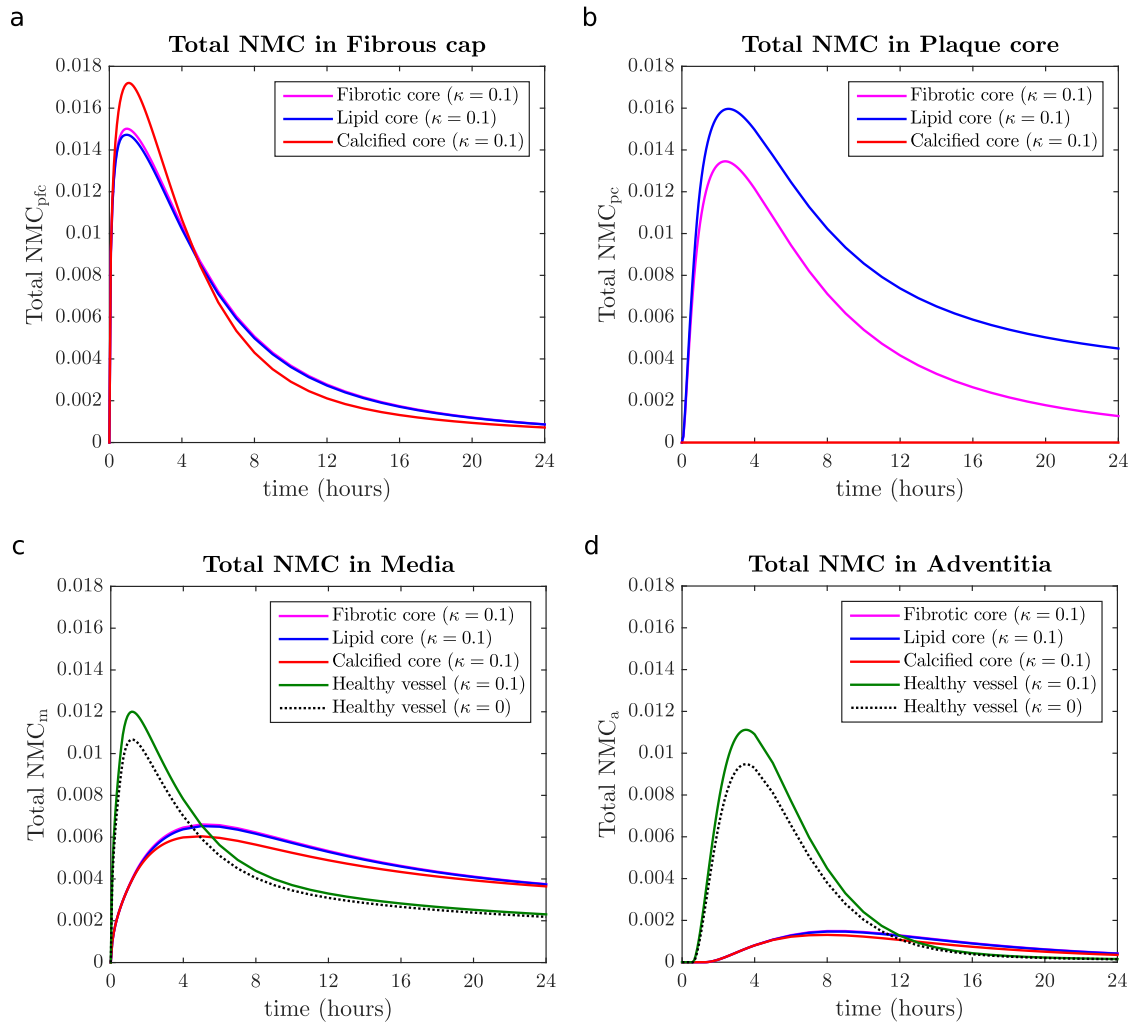 a
Total NMC in Fibrous cap
Total NMCpfc
0.018
0.016
0.014
0.012
0.01
0.008
0.006
0.004
0.002
0
0 4 8 12 16 20 24
time (hours)
Fibrotic core (κ = 0.1)
Lipid core (κ = 0.1)
Calcified core (κ = 0.1)
b
Total NMC in Plaque core
Total NMCpc
0.018
0.016
0.014
0.012
0.01
0.008
0.006
0.004
0.002
0
0 4 8 12 16 20 24
time (hours)
Fibrotic core (κ = 0.1)
Lipid core (κ = 0.1)
Calcified core (κ = 0.1)
c
Total NMC in Media
Total NMCm
0.018
0.016
0.014
0.012
0.01
0.008
0.006
0.004
0.002
0
0 4 8 12 16 20 24
time (hours)
Fibrotic core (κ = 0.1)
Lipid core (κ = 0.1)
Calcified core (κ = 0.1)
Healthy vessel (κ = 0.1)
Healthy vessel (κ = 0)
d
Total NMC in Adventitia
Total NMCa
0.018
0.016
0.014
0.012
0.01
0.008
0.006
0.004
0.002
0
0 4 8 12 16 20 24
time (hours)
Fibrotic core (κ = 0.1)
Lipid core (κ = 0.1)
Calcified core (κ = 0.1)
Healthy vessel (κ = 0.1)
Healthy vessel (κ = 0)